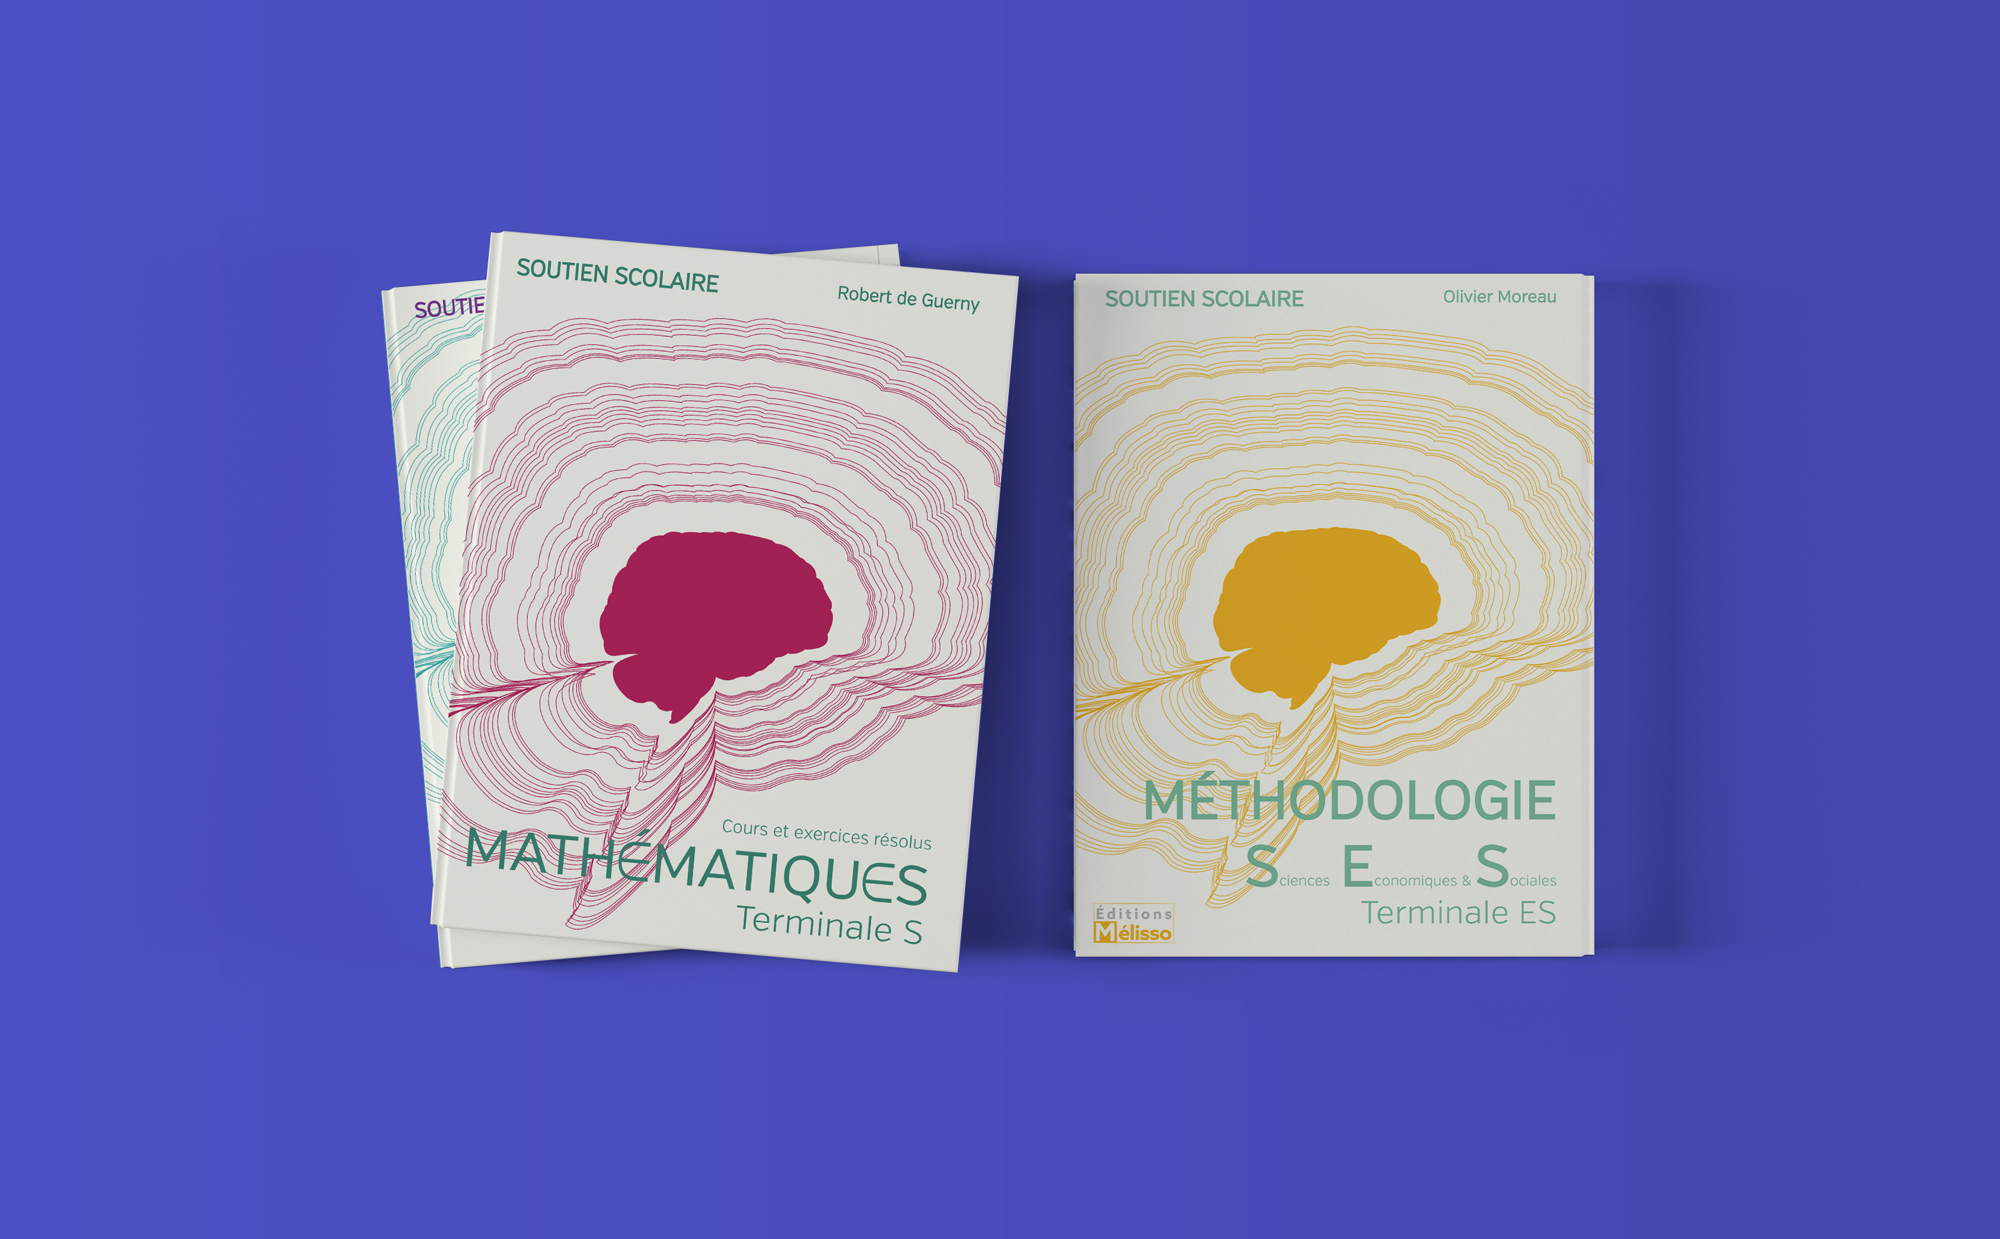 SOUTIE
SOUTIEN SCOLAIRE
Robert de Guerny
Cours et exercices résolus
MATHÉMATIQUES
Terminale S
SOUTIEN SCOLAIRE
Olivier Moreau
MÉTHODOLOGIE
Sciences Economiques & Sociales
Terminale ES
Éditions
Mélisso